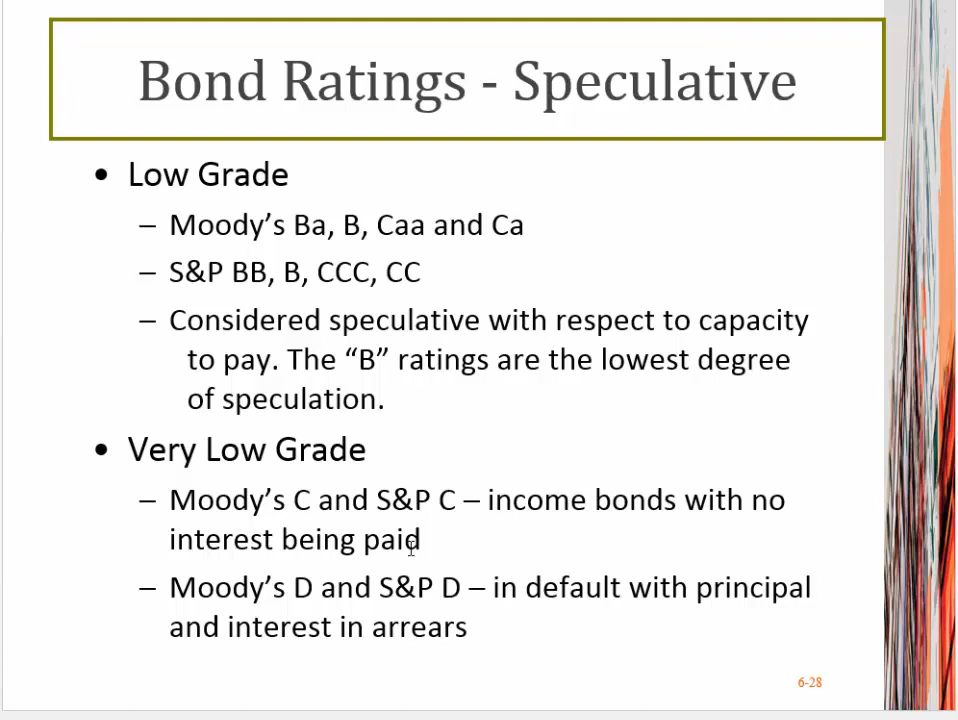 Bond Ratings - Speculative
• Low Grade
– Moody’s Ba, B, Caa and Ca
– S&P BB, B, CCC, CC
– Considered speculative with respect to capacity
to pay. The “B” ratings are the lowest degree
of speculation.
• Very Low Grade
– Moody’s C and S&P C – income bonds with no
interest being paid
– Moody’s D and S&P D – in default with principal
and interest in arrears
6-28